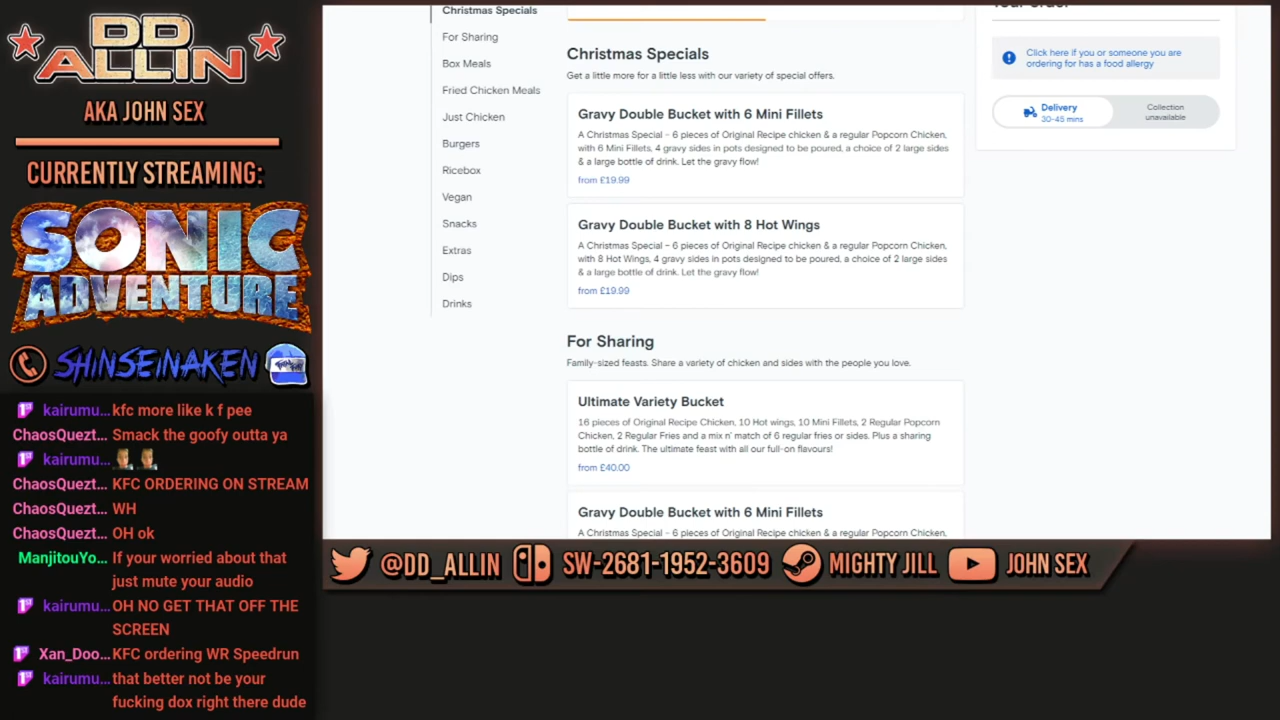 DD
ALLIN
AKA JOHN SEX
CURRENTLY STREAMING:
SONIC
ADVENTURE
SHINSEINAKEN
kairumu... kfc more like k f pee
ChaosQuezt... Smack the goofy outta ya
kairumu...
ChaosQuezt... KFC ORDERING ON STREAM
ChaosQuezt... WH
ChaosQuezt... OH ok
ManjitouYo... If your worried about that
just mute your audio
kairumu... OH NO GET THAT OFF THE
SCREEN
Xan_Doo... KFC ordering WR Speedrun
kairumu... that better not be your
fucking dox right there dude
Christmas Specials
For Sharing
Box Meals
Fried Chicken Meals
Just Chicken
Burgers
Ricebox
Vegan
Snacks
Extras
Dips
Drinks
Christmas Specials
Get a little more for a little less with our variety of special offers.
Gravy Double Bucket with 6 Mini Fillets
A Christmas Special - 6 pieces of Original Recipe chicken & a regular Popcorn Chicken,
with 6 Mini Fillets, 4 gravy sides in pots designed to be poured, a choice of 2 large sides
& a large bottle of drink. Let the gravy flow!
from £19.99
Gravy Double Bucket with 8 Hot Wings
A Christmas Special - 6 pieces of Original Recipe chicken & a regular Popcorn Chicken,
with 8 Hot Wings, 4 gravy sides in pots designed to be poured, a choice of 2 large sides
& a large bottle of drink. Let the gravy flow!
from £19.99
For Sharing
Family-sized feasts. Share a variety of chicken and sides with the people you love.
Ultimate Variety Bucket
16 pieces of Original Recipe Chicken, 10 Hot wings, 10 Mini Fillets, 2 Regular Popcorn
Chicken, 2 Regular Fries and a mix n' match of 6 regular fries or sides. Plus a sharing
bottle of drink. The ultimate feast with all our full-on flavours!
from £40.00
Gravy Double Bucket with 6 Mini Fillets
A Christmas Special - 6 pieces of Original Recipe chicken & a regular Popcorn Chicken,
Your order
Click here if you or someone you are
ordering for has a food allergy
Delivery
30-45 mins
Collection
unavailable
@DD_ALLIN SW-2681-1952-3609 MIGHTY JILL JOHN SEX